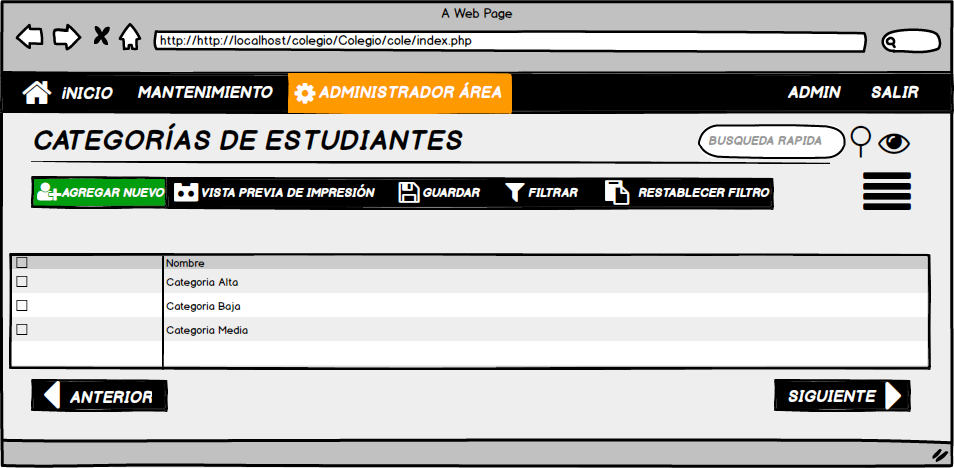 A Web Page
http://http://localhost/colegio/Colegio/cole/index.php
iNICIO MANTENIMIENTO ADMINISTRADOR ÁREA ADMIN SALIR
CATEGORÍAS DE ESTUDIANTES BUSQUEDA RAPIDA
AGREGAR NUEVO VISTA PREVIA DE IMPRESIÓN GUARDAR FILTRAR RESTABLECER FILTRO
Nombre
Categoria Alta
Categoria Baja
Categoria Media
ANTERIOR SIGUIENTE